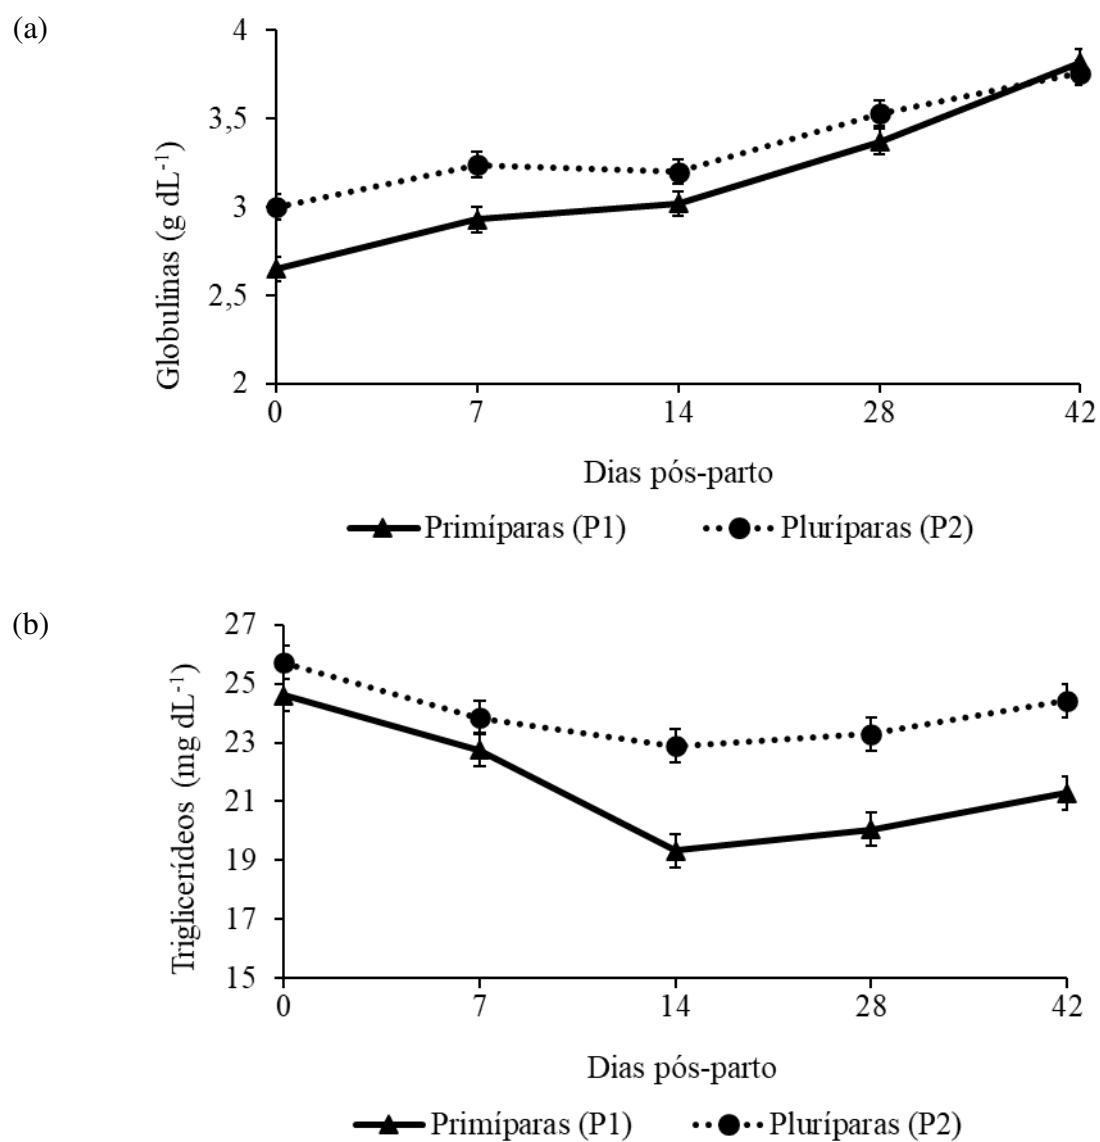 (a)
4
3,5
3
2,5
2
Globulinas (g dL-1)
0 7 14 28 42
Dias pós-parto
Primíparas (P1) Pluríparas (P2)
(b)
27
25
23
21
19
17
15
Triglicerídeos (mg dL-1)
0 7 14 28 42
Dias pós-parto
Primíparas (P1) Pluríparas (P2)